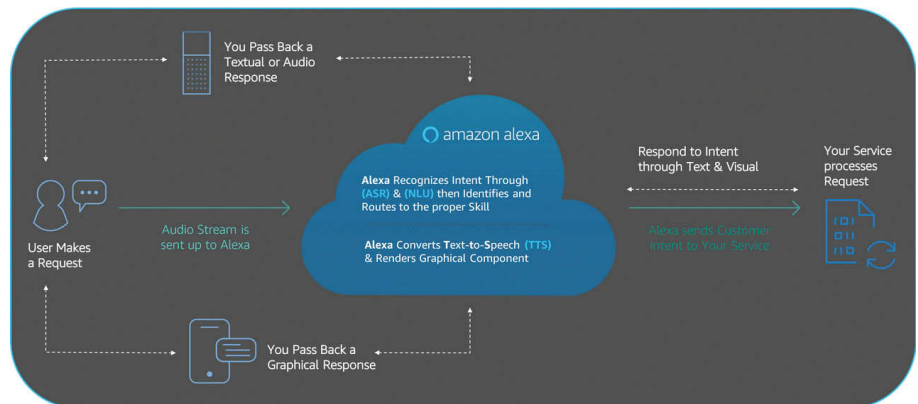 You Pass Back a
Textual or Audio
Response
amazon alexa
Alexa Recognizes Intent Through
(ASR) & (NLU) then Identifies and
Routes to the proper Skill
Alexa Converts Text-to-Speech (TTS)
& Renders Graphical Component
User Makes
a Request
Audio Stream is
sent up to Alexa
Respond to Intent
through Text & Visual
Alexa sends Customer
Intent to Your Service
Your Service
processes
Request
You Pass Back a
Graphical Response